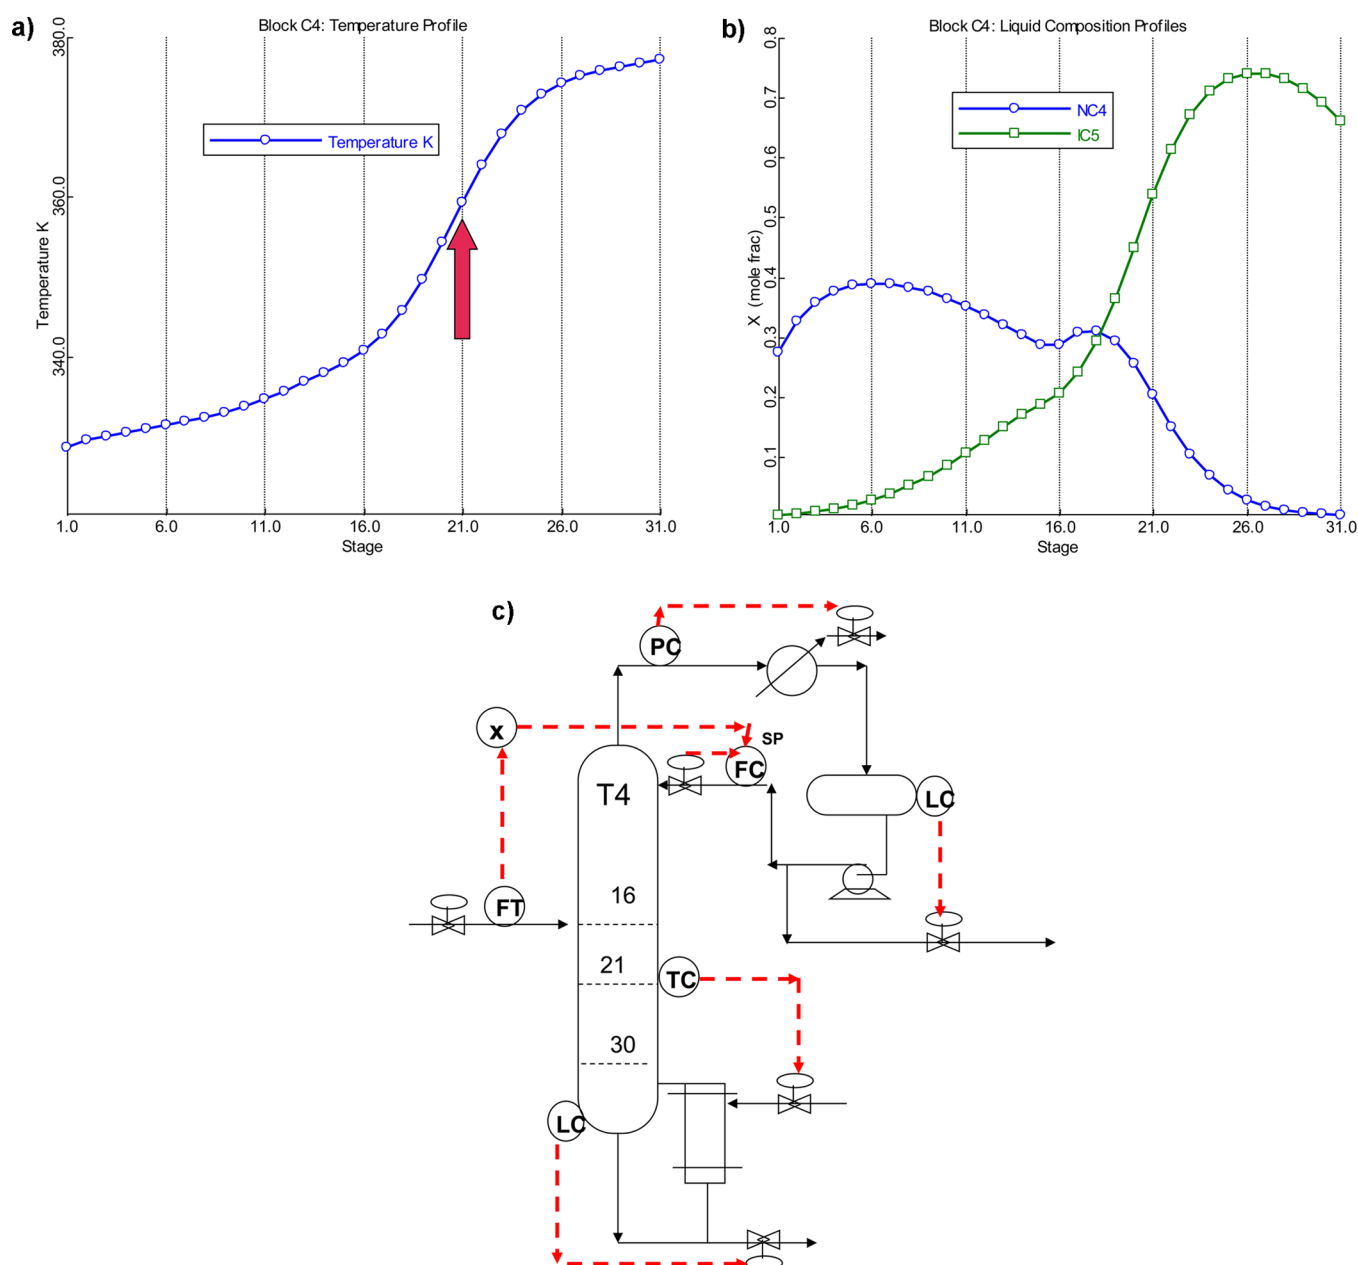 a)
Block C4: Temperature Profile
Temperature K
380.0
360.0
340.0
Temperature K
1.0 6.0 11.0 16.0 21.0 26.0 31.0
Stage
b)
Block C4: Liquid Composition Profiles
X (mole frac)
0.8
0.7
0.6
0.5
0.4
0.3
0.2
0.1
NC4
IC5
1.0 6.0 11.0 16.0 21.0 26.0 31.0
Stage
c)
PC
x
SP
FC
T4
LC
16
FT
21
TC
30
LC